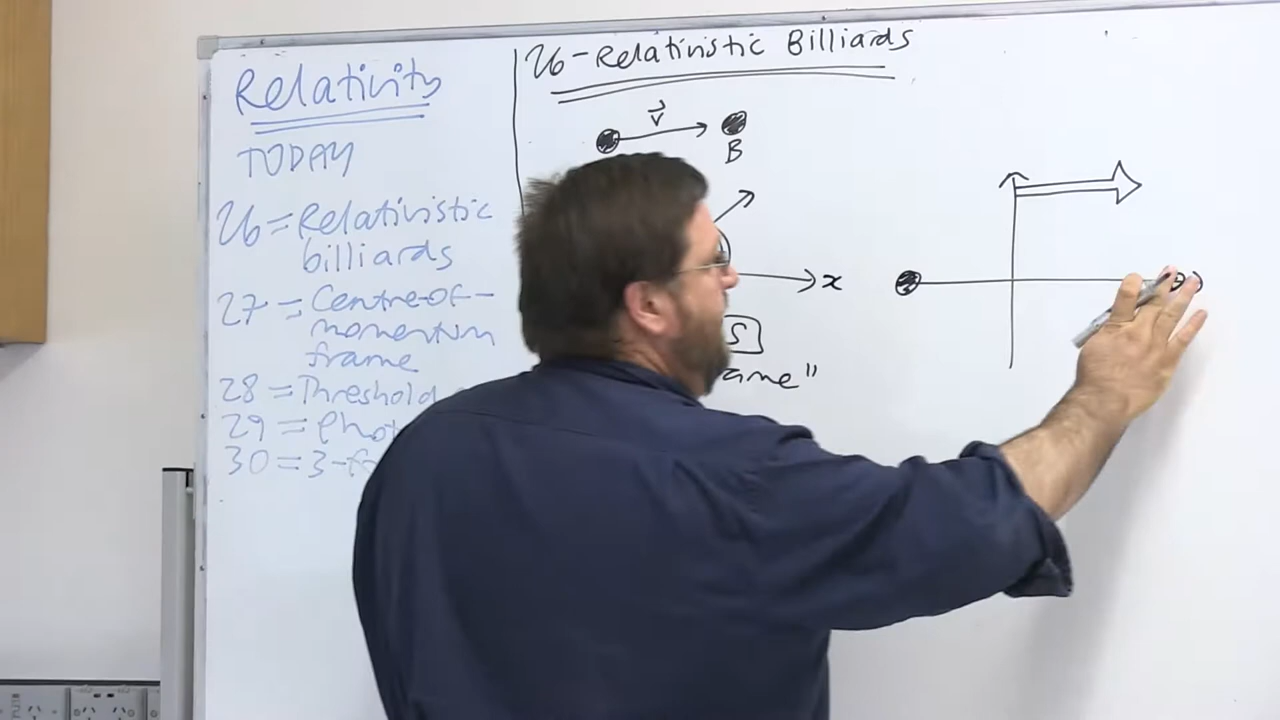 Relativity
TODAY
26 = Relativistic
billiards
27 = Centre-of-
momentum
frame
28 = Threshold
29 =
30 =
26 - Relativistic Billiards
v
B
x
S
ame"